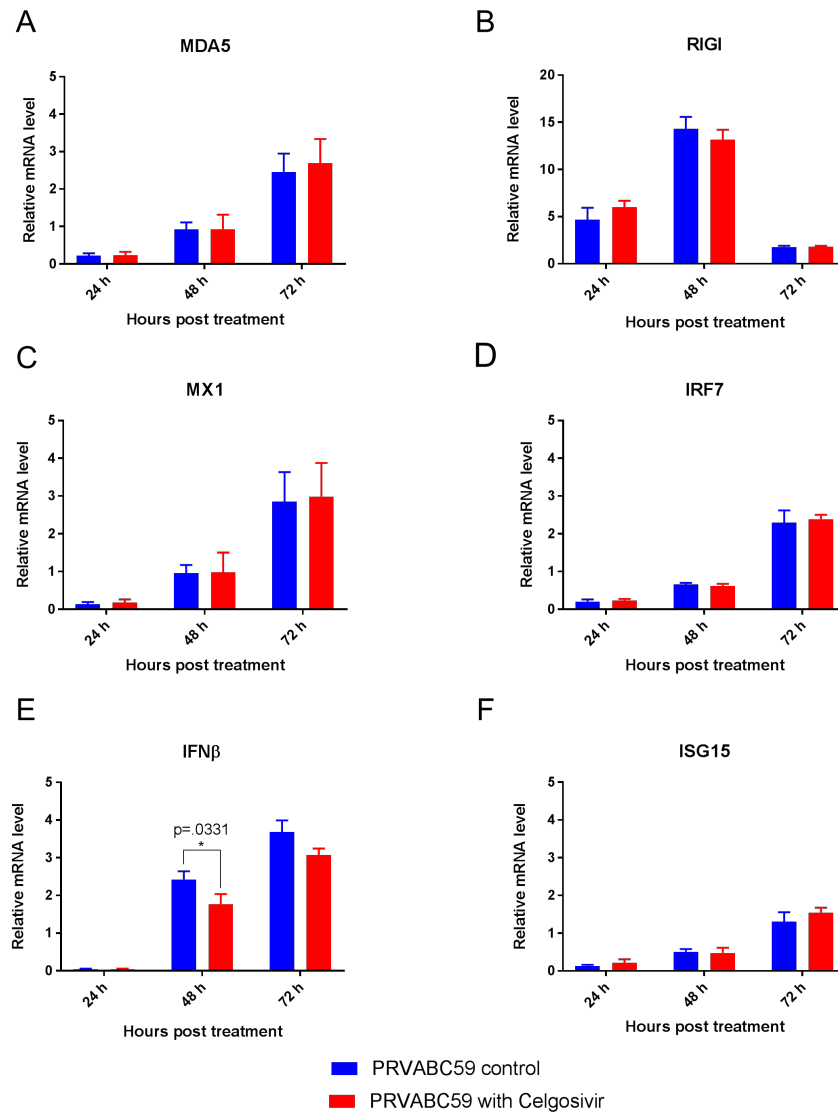 A
MDA5
Relative mRNA level
5
4
3
2
1
0
24 h
48 h
72 h
Hours post treatment
B
RIGI
Relative mRNA level
20
15
10
5
0
24 h
48 h
72 h
Hours post treatment
C
MX1
Relative mRNA level
5
4
3
2
1
0
24 h
48 h
72 h
Hours post treatment
D
IRF7
Relative mRNA level
5
4
3
2
1
0
24 h
48 h
72 h
Hours post treatment
E
IFNβ
Relative mRNA level
5
4
3
2
1
0
p=.0331
*
24 h
48 h
72 h
Hours post treatment
F
ISG15
Relative mRNA level
5
4
3
2
1
0
24 h
48 h
72 h
Hours post treatment
PRVABC59 control
PRVABC59 with Celgosivir